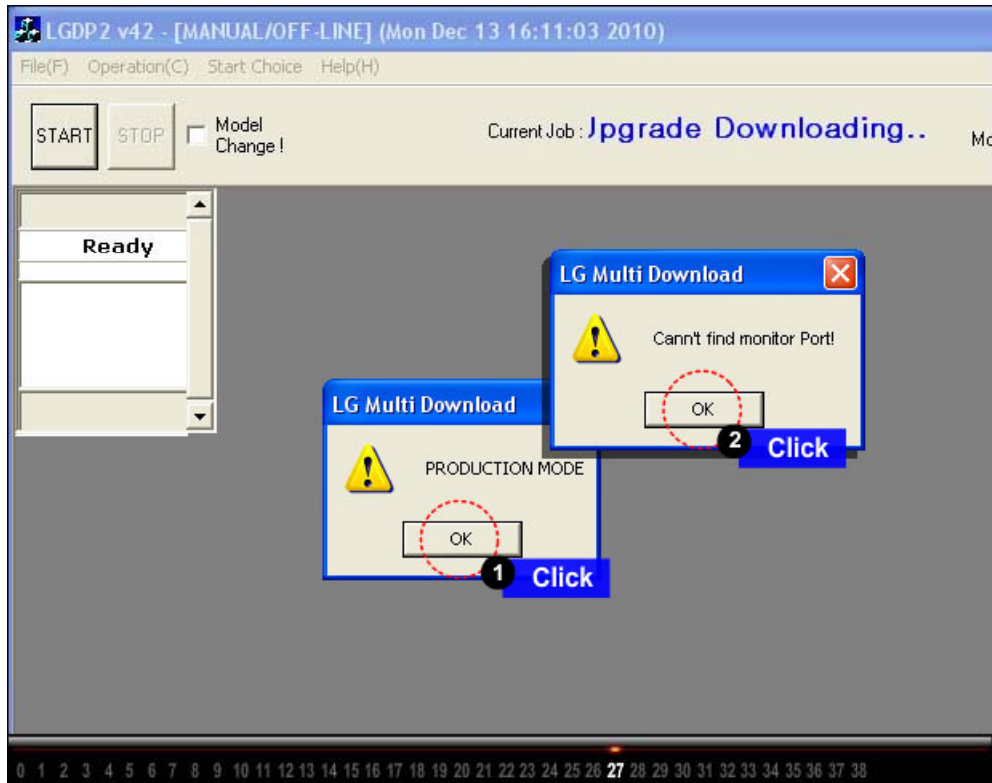 LGDP2 v42 - [MANUAL/OFF-LINE] (Mon Dec 13 16:11:03 2010)
File(F) Operation(C) Start Choice Help(H)
START STOP Model Change ! Current Job : Jpgrade Downloading.. Mo
Ready
LG Multi Download
Cann't find monitor Port!
OK
2 Click
LG Multi Download
PRODUCTION MODE
OK
1 Click
0 1 2 3 4 5 6 7 8 9 10 11 12 13 14 15 16 17 18 19 20 21 22 23 24 25 26 27 28 29 30 31 32 33 34 35 36 37 38